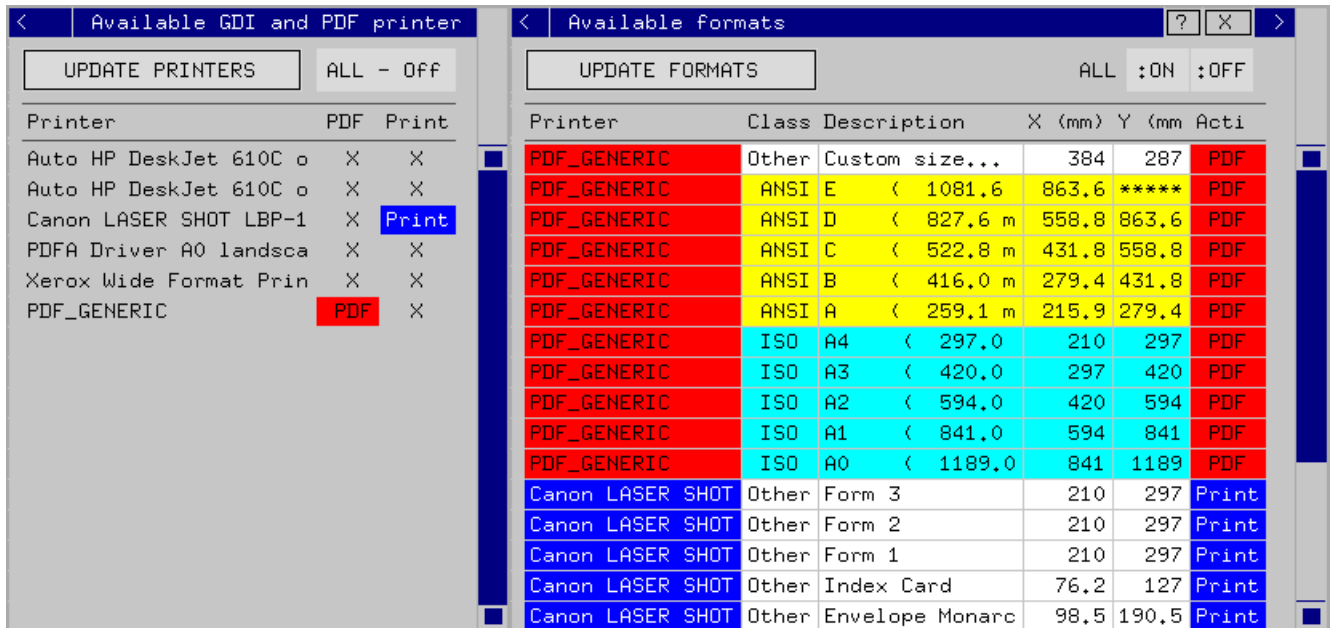 < Available GDI and PDF printer
UPDATE PRINTERS ALL - Off
Printer PDF Print
Auto HP DeskJet 610C o X X
Auto HP DeskJet 610C o X X
Canon LASER SHOT LBP-1 X Print
PDFA Driver A0 landsca X X
Xerox Wide Format Prin X X
PDF_GENERIC PDF X
< Available formats ? X >
UPDATE FORMATS ALL :ON :OFF
Printer Class Description X (mm) Y (mm Acti
PDF_GENERIC Other Custom size... 384 287 PDF
PDF_GENERIC ANSI E ( 1081.6 863.6 ***** PDF
PDF_GENERIC ANSI D ( 827.6 m 558.8 863.6 PDF
PDF_GENERIC ANSI C ( 522.8 m 431.8 558.8 PDF
PDF_GENERIC ANSI B ( 416.0 m 279.4 431.8 PDF
PDF_GENERIC ANSI A ( 259.1 m 215.9 279.4 PDF
PDF_GENERIC ISO A4 ( 297.0 210 297 PDF
PDF_GENERIC ISO A3 ( 420.0 297 420 PDF
PDF_GENERIC ISO A2 ( 594.0 420 594 PDF
PDF_GENERIC ISO A1 ( 841.0 594 841 PDF
PDF_GENERIC ISO A0 ( 1189.0 841 1189 PDF
Canon LASER SHOT Other Form 3 210 297 Print
Canon LASER SHOT Other Form 2 210 297 Print
Canon LASER SHOT Other Form 1 210 297 Print
Canon LASER SHOT Other Index Card 76.2 127 Print
Canon LASER SHOT Other Envelope Monarc 98.5 190.5 Print